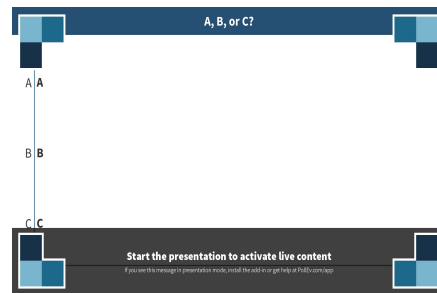 A, B, or C?
A A
B B
C C
Start the presentation to activate live content
If you see this message in presentation mode, install the add-in or get help at PollEv.com/app